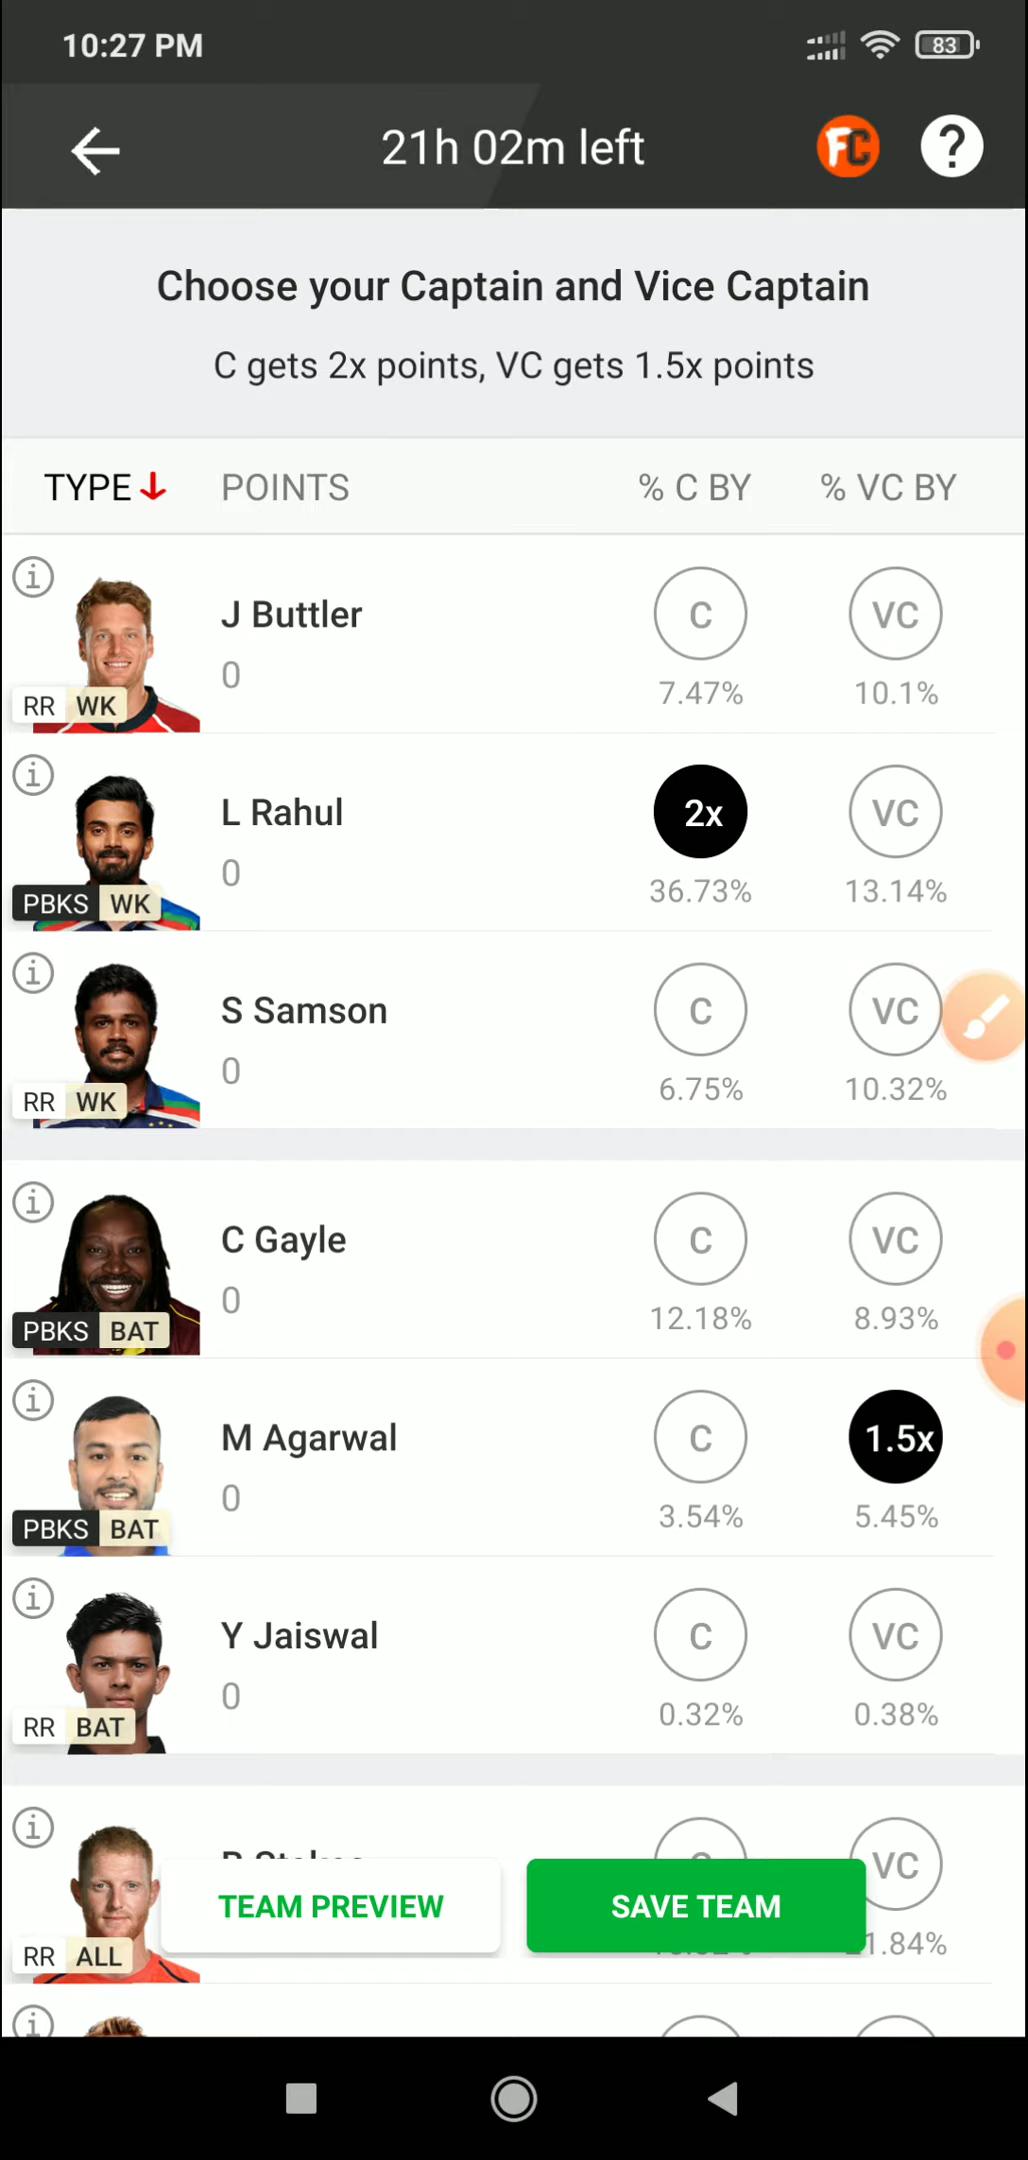 10:27 PM
83
21h 02m left
FC
?
Choose your Captain and Vice Captain
C gets 2x points, VC gets 1.5x points
TYPE POINTS % C BY % VC BY
i
J Buttler C VC
0 7.47% 10.1%
RR WK
i
L Rahul 2x VC
0 36.73% 13.14%
PBKS WK
i
S Samson C VC
0 6.75% 10.32%
RR WK
i
C Gayle C VC
0 12.18% 8.93%
PBKS BAT
i
M Agarwal C 1.5x
0 3.54% 5.45%
PBKS BAT
i
Y Jaiswal C VC
0 0.32% 0.38%
RR BAT
i
VC
TEAM PREVIEW SAVE TEAM
RR ALL
i